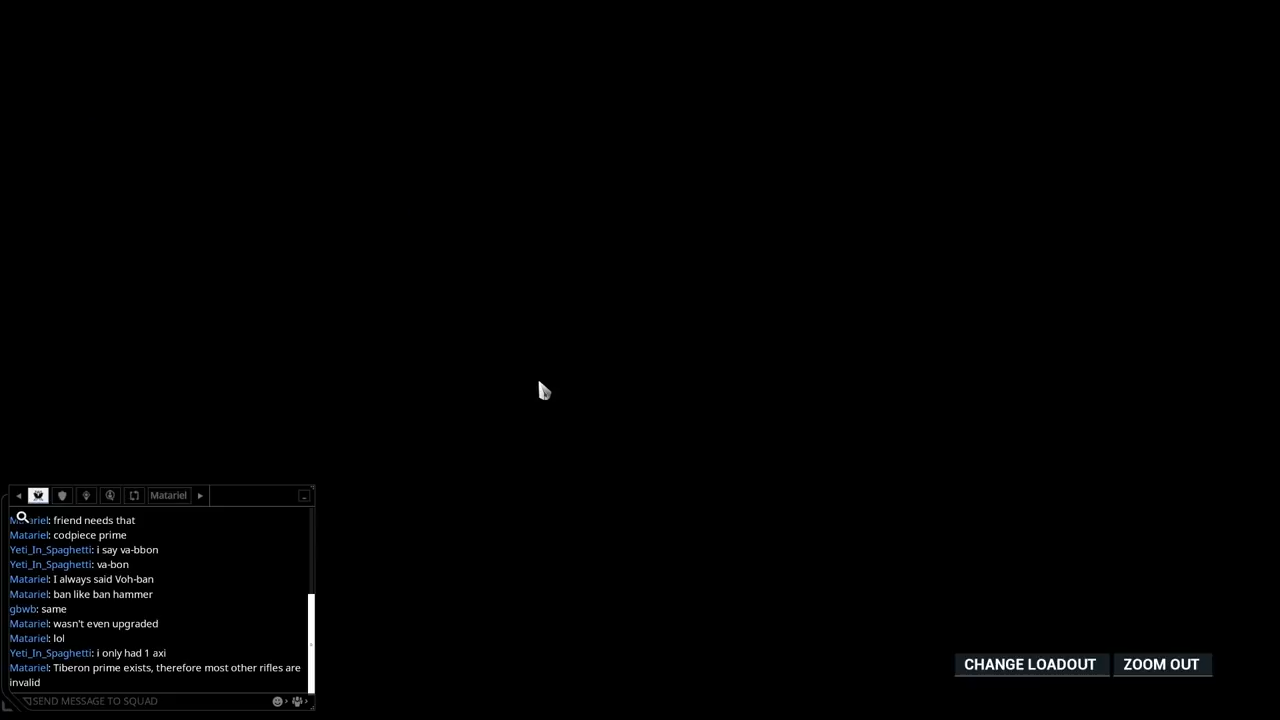 Matariel
Matariel: friend needs that
Matariel: codpiece prime
Yeti_In_Spaghetti: i say va-bbon
Yeti_In_Spaghetti: va-bon
Matariel: I always said Voh-ban
Matariel: ban like ban hammer
gbwb: same
Matariel: wasn't even upgraded
Matariel: lol
Yeti_In_Spaghetti: i only had 1 axi
Matariel: Tiberon prime exists, therefore most other rifles are
invalid
SEND MESSAGE TO SQUAD
CHANGE LOADOUT
ZOOM OUT